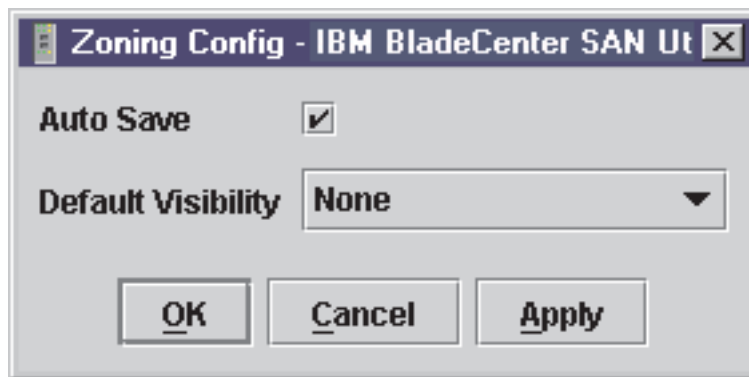 Zoning Config - IBM BladeCenter SAN Ut
Auto Save
Default Visibility None
OK Cancel Apply